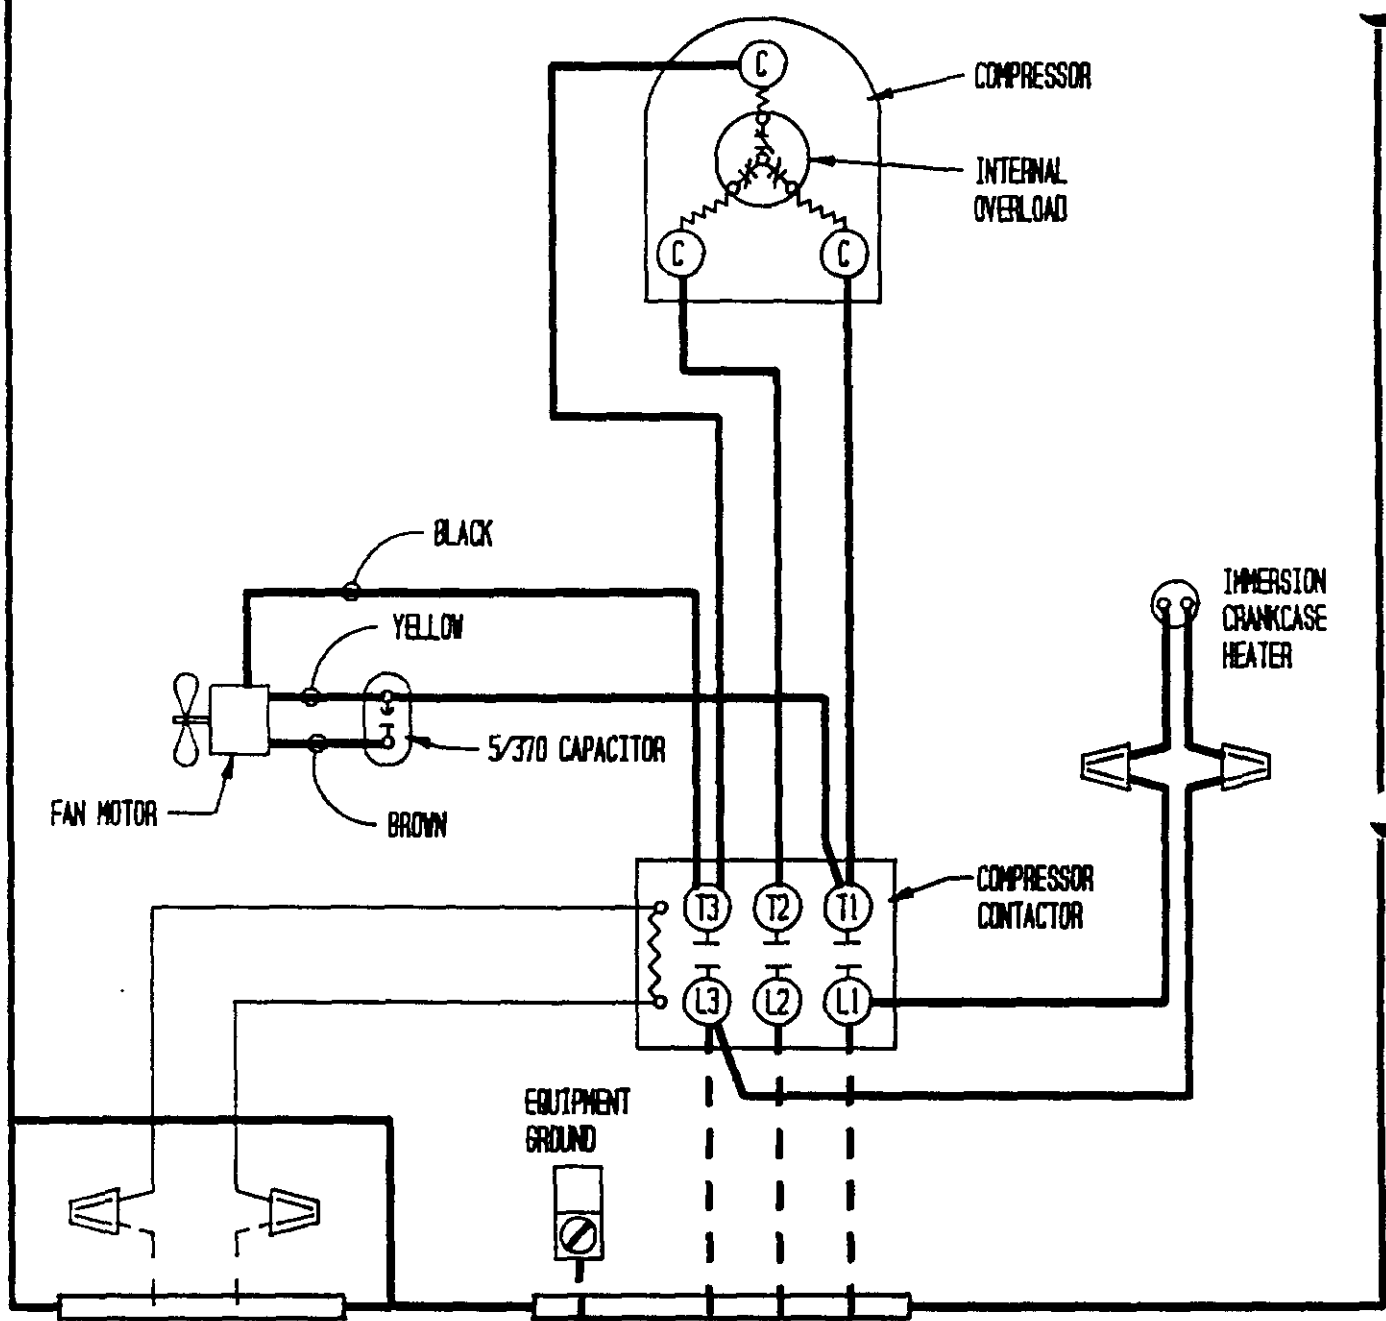 C
COMPRESSOR
INTERNAL
OVERLOAD
C
C
BLACK
YELLOW
IMMERSION
CRANKCASE
HEATER
5/370 CAPACITOR
FAN MOTOR
BROWN
COMPRESSOR
CONTACTOR
T3
T2
T1
L3
L2
L1
EQUIPMENT
GROUND